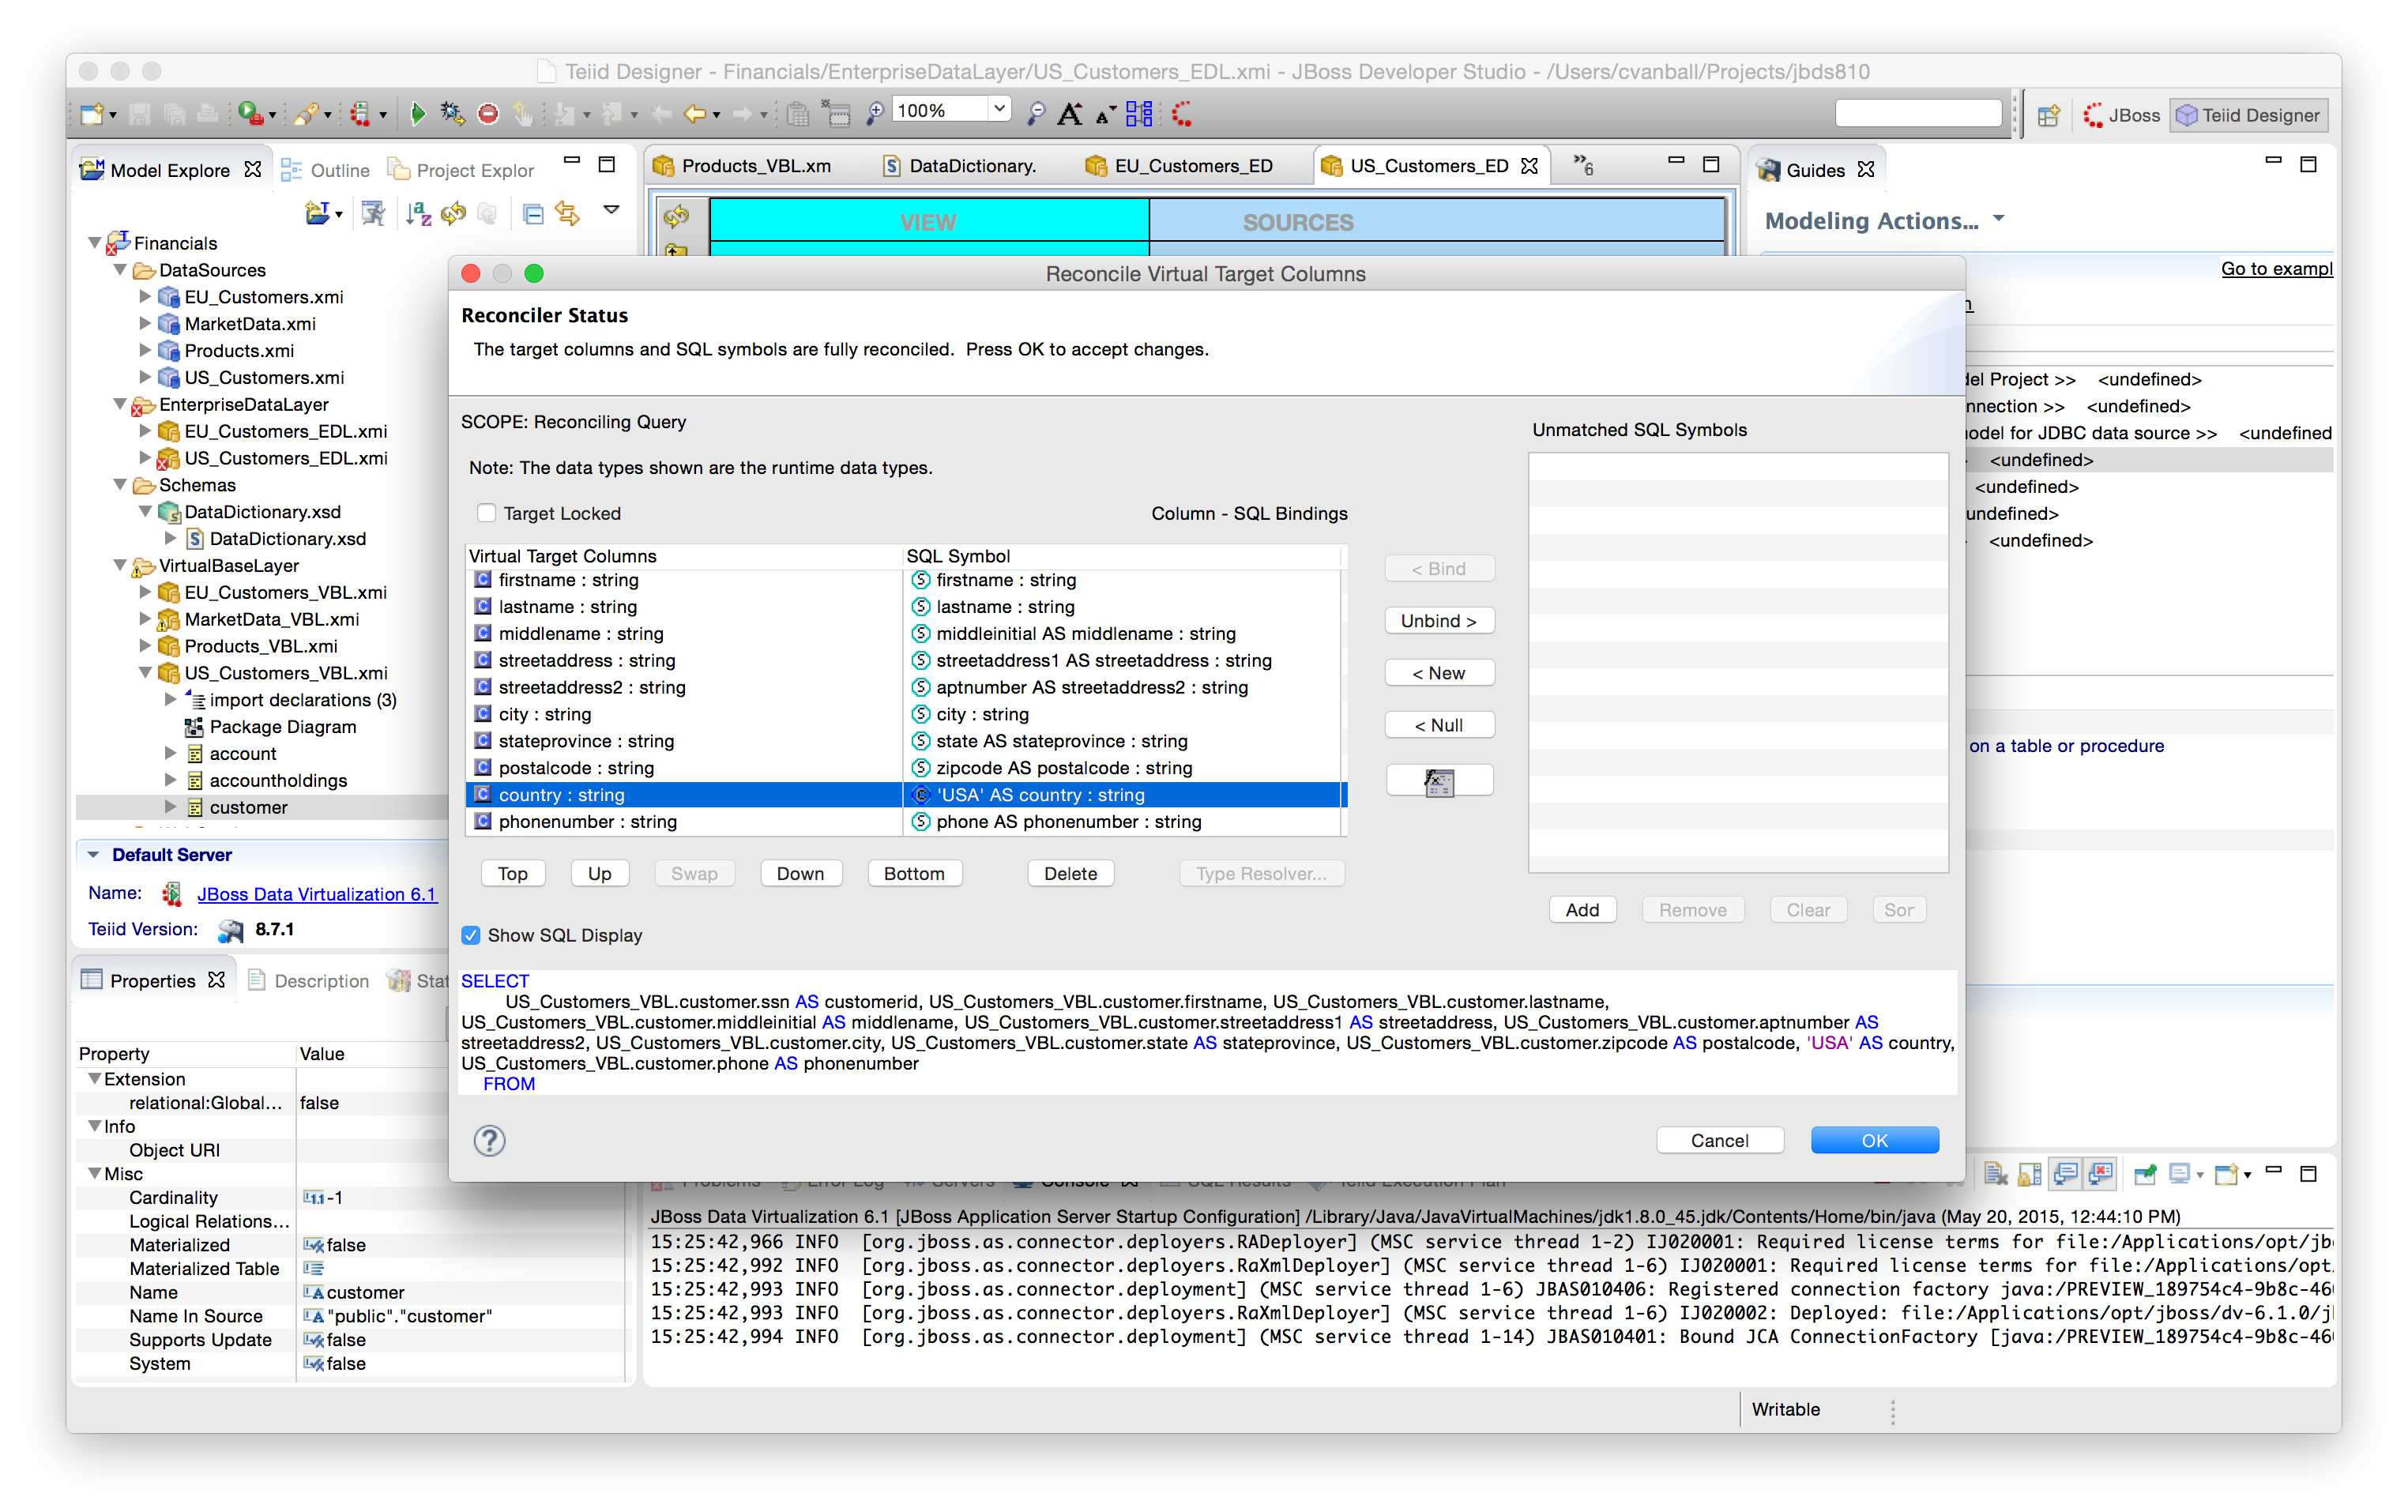 Teiid Designer - Financials/EnterpriseDataLayer/US_Customers_EDL.xmi - JBoss Developer Studio - /Users/cvanball/Projects/jbds810
100%
JBoss
Teiid Designer
Model Explore
Outline
Project Explor
Products_VBL.xm
DataDictionary.
EU_Customers_ED
US_Customers_ED
»6
Guides
VIEW
SOURCES
Modeling Actions...
Go to exampl
Financials
DataSources
EU_Customers.xmi
MarketData.xmi
Products.xmi
US_Customers.xmi
EnterpriseDataLayer
EU_Customers_EDL.xmi
US_Customers_EDL.xmi
Schemas
DataDictionary.xsd
DataDictionary.xsd
VirtualBaseLayer
EU_Customers_VBL.xmi
MarketData_VBL.xmi
Products_VBL.xmi
US_Customers_VBL.xmi
import declarations (3)
Package Diagram
account
accountholdings
customer
Default Server
Name: JBoss Data Virtualization 6.1
Teiid Version: 8.7.1
Properties
Description
Stat
Property Value
Extension
relational:Global... false
Info
Object URI
Misc
Cardinality -1
Logical Relations...
Materialized false
Materialized Table
Name customer
Name In Source "public"."customer"
Supports Update false
System false
Reconcile Virtual Target Columns
Reconciler Status
The target columns and SQL symbols are fully reconciled. Press OK to accept changes.
SCOPE: Reconciling Query
Note: The data types shown are the runtime data types.
Target Locked
Column - SQL Bindings
Virtual Target Columns SQL Symbol
firstname : string firstname : string
lastname : string lastname : string
middlename : string middleinitial AS middlename : string
streetaddress : string streetaddress1 AS streetaddress : string
streetaddress2 : string aptnumber AS streetaddress2 : string
city : string city : string
stateprovince : string state AS stateprovince : string
postalcode : string zipcode AS postalcode : string
country : string 'USA' AS country : string
phonenumber : string phone AS phonenumber : string
Top Up Swap Down Bottom Delete Type Resolver...
< Bind
Unbind >
< New
< Null
Unmatched SQL Symbols
Add Remove Clear Sor
Show SQL Display
SELECT
US_Customers_VBL.customer.ssn AS customerid, US_Customers_VBL.customer.firstname, US_Customers_VBL.customer.lastname,
US_Customers_VBL.customer.middleinitial AS middlename, US_Customers_VBL.customer.streetaddress1 AS streetaddress, US_Customers_VBL.customer.aptnumber AS
streetaddress2, US_Customers_VBL.customer.city, US_Customers_VBL.customer.state AS stateprovince, US_Customers_VBL.customer.zipcode AS postalcode, 'USA' AS country,
US_Customers_VBL.customer.phone AS phonenumber
FROM
Cancel OK
n
del Project >> <undefined>
nnection >> <undefined>
nodel for JDBC data source >> <undefined
<undefined>
<undefined>
undefined>
<undefined>
on a table or procedure
Problems Error Log Servers Console SQL Results Teiid Execution Plan
JBoss Data Virtualization 6.1 [JBoss Application Server Startup Configuration] /Library/Java/JavaVirtualMachines/jdk1.8.0_45.jdk/Contents/Home/bin/java (May 20, 2015, 12:44:10 PM)
15:25:42,966 INFO [org.jboss.as.connector.deployers.RADeployer] (MSC service thread 1-2) IJ020001: Required license terms for file:/Applications/opt/jbo
15:25:42,992 INFO [org.jboss.as.connector.deployers.RaXmlDeployer] (MSC service thread 1-6) IJ020001: Required license terms for file:/Applications/opt/
15:25:42,993 INFO [org.jboss.as.connector.deployment] (MSC service thread 1-6) JBAS010406: Registered connection factory java:/PREVIEW_189754c4-9b8c-460
15:25:42,993 INFO [org.jboss.as.connector.deployers.RaXmlDeployer] (MSC service thread 1-6) IJ020002: Deployed: file:/Applications/opt/jboss/dv-6.1.0/jb
15:25:42,994 INFO [org.jboss.as.connector.deployment] (MSC service thread 1-14) JBAS010401: Bound JCA ConnectionFactory [java:/PREVIEW_189754c4-9b8c-460
Writable